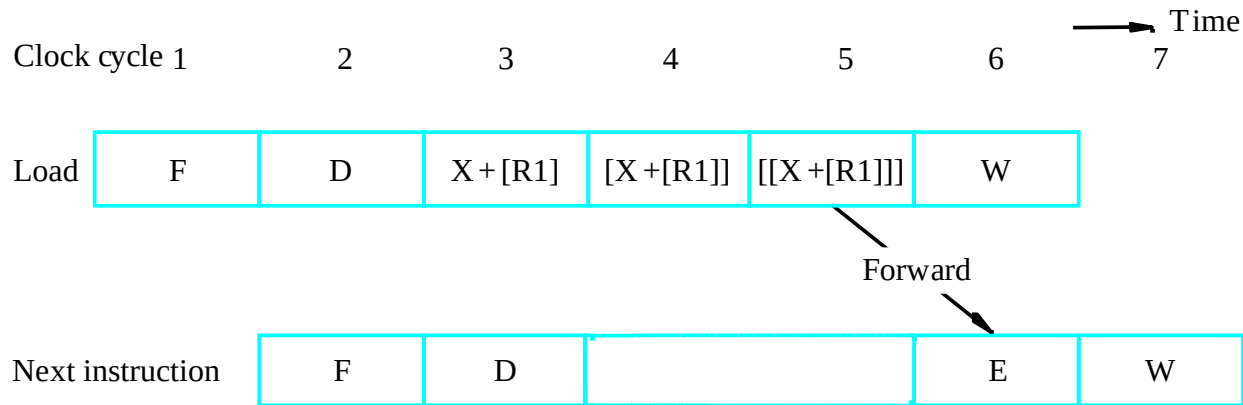 Time
Clock cycle 1 2 3 4 5 6 7
Load F D X + [R1] [X +[R1]] [[X +[R1]]] W
Forward
Next instruction F D E W